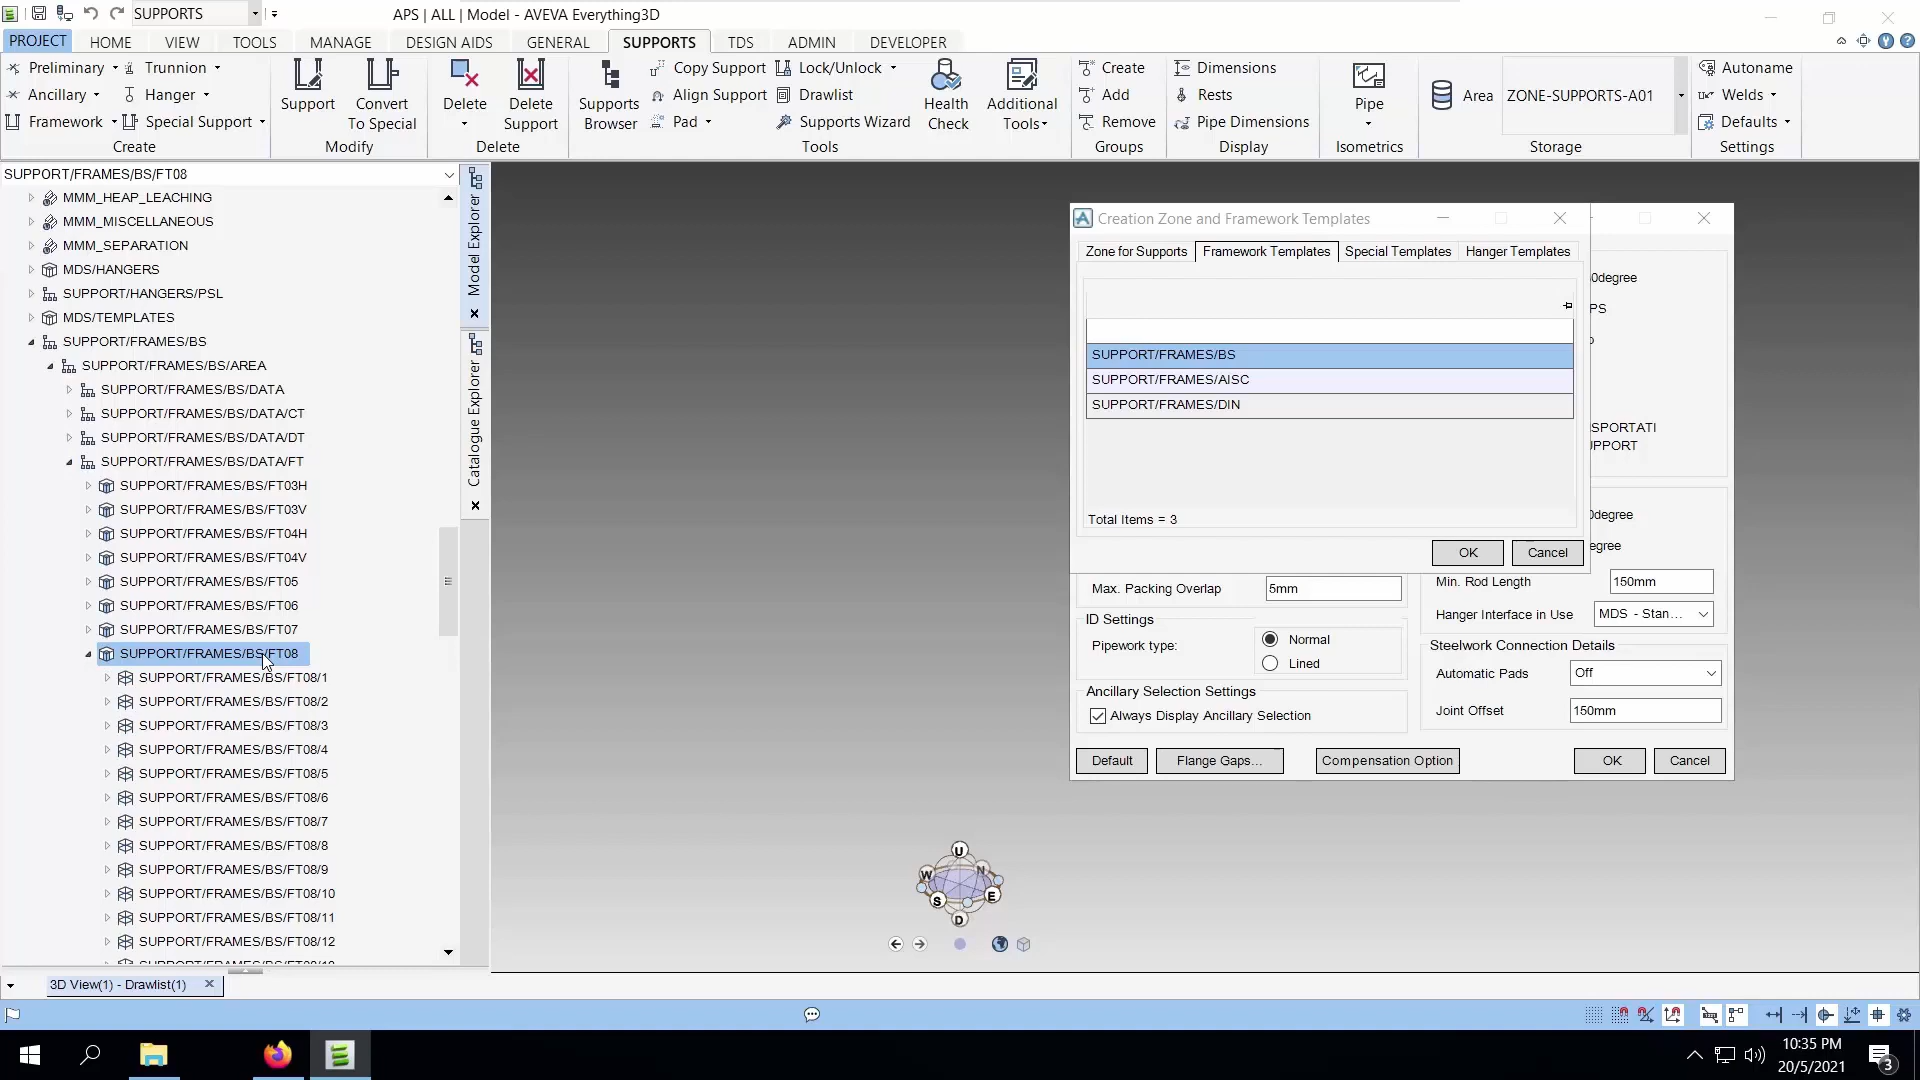 SUPPORTS
APS | ALL | Model - AVEVA Everything3D
PROJECT HOME VIEW TOOLS MANAGE DESIGN AIDS GENERAL SUPPORTS TDS ADMIN DEVELOPER
Preliminary Trunnion
Ancillary Hanger
Framework Special Support
Create
Support
Convert
To Special
Modify
Delete
Delete
Support
Delete
Supports
Browser
Copy Support
Align Support
Pad
Lock/Unlock
Drawlist
Supports Wizard
Health
Check
Additional
Tools
Tools
Create
Add
Remove
Groups
Dimensions
Rests
Pipe Dimensions
Display
Pipe
Isometrics
Area ZONE-SUPPORTS-A01
Storage
Autoname
Welds
Defaults
Settings
SUPPORT/FRAMES/BS/FT08
MMM_HEAP_LEACHING
MMM_MISCELLANEOUS
MMM_SEPARATION
MDS/HANGERS
SUPPORT/HANGERS/PSL
MDS/TEMPLATES
SUPPORT/FRAMES/BS
SUPPORT/FRAMES/BS/AREA
SUPPORT/FRAMES/BS/DATA
SUPPORT/FRAMES/BS/DATA/CT
SUPPORT/FRAMES/BS/DATA/DT
SUPPORT/FRAMES/BS/DATA/FT
SUPPORT/FRAMES/BS/FT03H
SUPPORT/FRAMES/BS/FT03V
SUPPORT/FRAMES/BS/FT04H
SUPPORT/FRAMES/BS/FT04V
SUPPORT/FRAMES/BS/FT05
SUPPORT/FRAMES/BS/FT06
SUPPORT/FRAMES/BS/FT07
SUPPORT/FRAMES/BS/FT08
SUPPORT/FRAMES/BS/FT08/1
SUPPORT/FRAMES/BS/FT08/2
SUPPORT/FRAMES/BS/FT08/3
SUPPORT/FRAMES/BS/FT08/4
SUPPORT/FRAMES/BS/FT08/5
SUPPORT/FRAMES/BS/FT08/6
SUPPORT/FRAMES/BS/FT08/7
SUPPORT/FRAMES/BS/FT08/8
SUPPORT/FRAMES/BS/FT08/9
SUPPORT/FRAMES/BS/FT08/10
SUPPORT/FRAMES/BS/FT08/11
SUPPORT/FRAMES/BS/FT08/12
Model Explorer
Catalogue Explorer
Creation Zone and Framework Templates
Zone for Supports Framework Templates Special Templates Hanger Templates
SUPPORT/FRAMES/BS
SUPPORT/FRAMES/AISC
SUPPORT/FRAMES/DIN
Total Items = 3
OK Cancel
0degree
PS
SPORTATI
PPORT
0degree
egree
Max. Packing Overlap 5mm
ID Settings
Pipework type: Normal
Lined
Ancillary Selection Settings
Always Display Ancillary Selection
Min. Rod Length 150mm
Hanger Interface in Use MDS - Stan...
Steelwork Connection Details
Automatic Pads Off
Joint Offset 150mm
Default Flange Gaps... Compensation Option OK Cancel
U
W N
S E
D
3D View(1) - Drawlist(1)
10:35 PM
20/5/2021
3